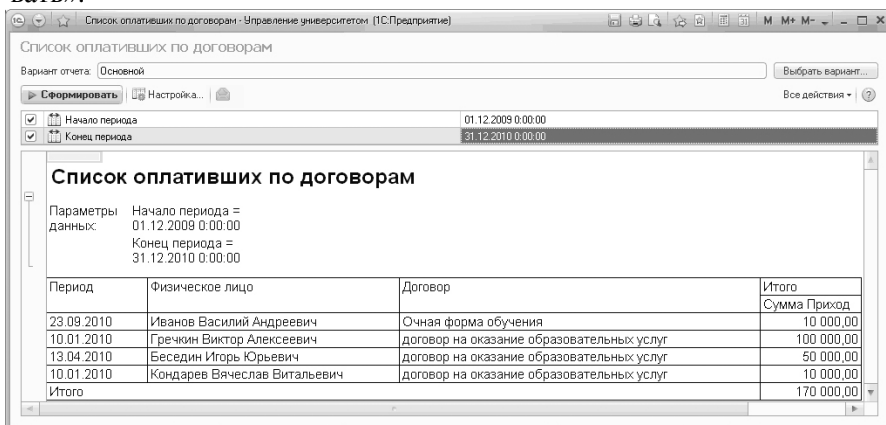 вать».
Список оплативших по договорам - Управление университетом (1С:Предприятие)
M M+ M-
Список оплативших по договорам
Вариант отчета: Основной Выбрать вариант...
Сформировать Настройка... Все действия
Начало периода 01.12.2009 0:00:00
Конец периода 31.12.2010 0:00:00
Список оплативших по договорам
Параметры данных: Начало периода =
01.12.2009 0:00:00
Конец периода =
31.12.2010 0:00:00
Период Физическое лицо Договор Итого
Сумма Приход
23.09.2010 Иванов Василий Андреевич Очная форма обучения 10 000,00
10.01.2010 Гречкин Виктор Алексеевич договор на оказание образовательных услуг 100 000,00
13.04.2010 Беседин Игорь Юрьевич договор на оказание образовательных услуг 50 000,00
10.01.2010 Кондарев Вячеслав Витальевич договор на оказание образовательных услуг 10 000,00
Итого 170 000,00